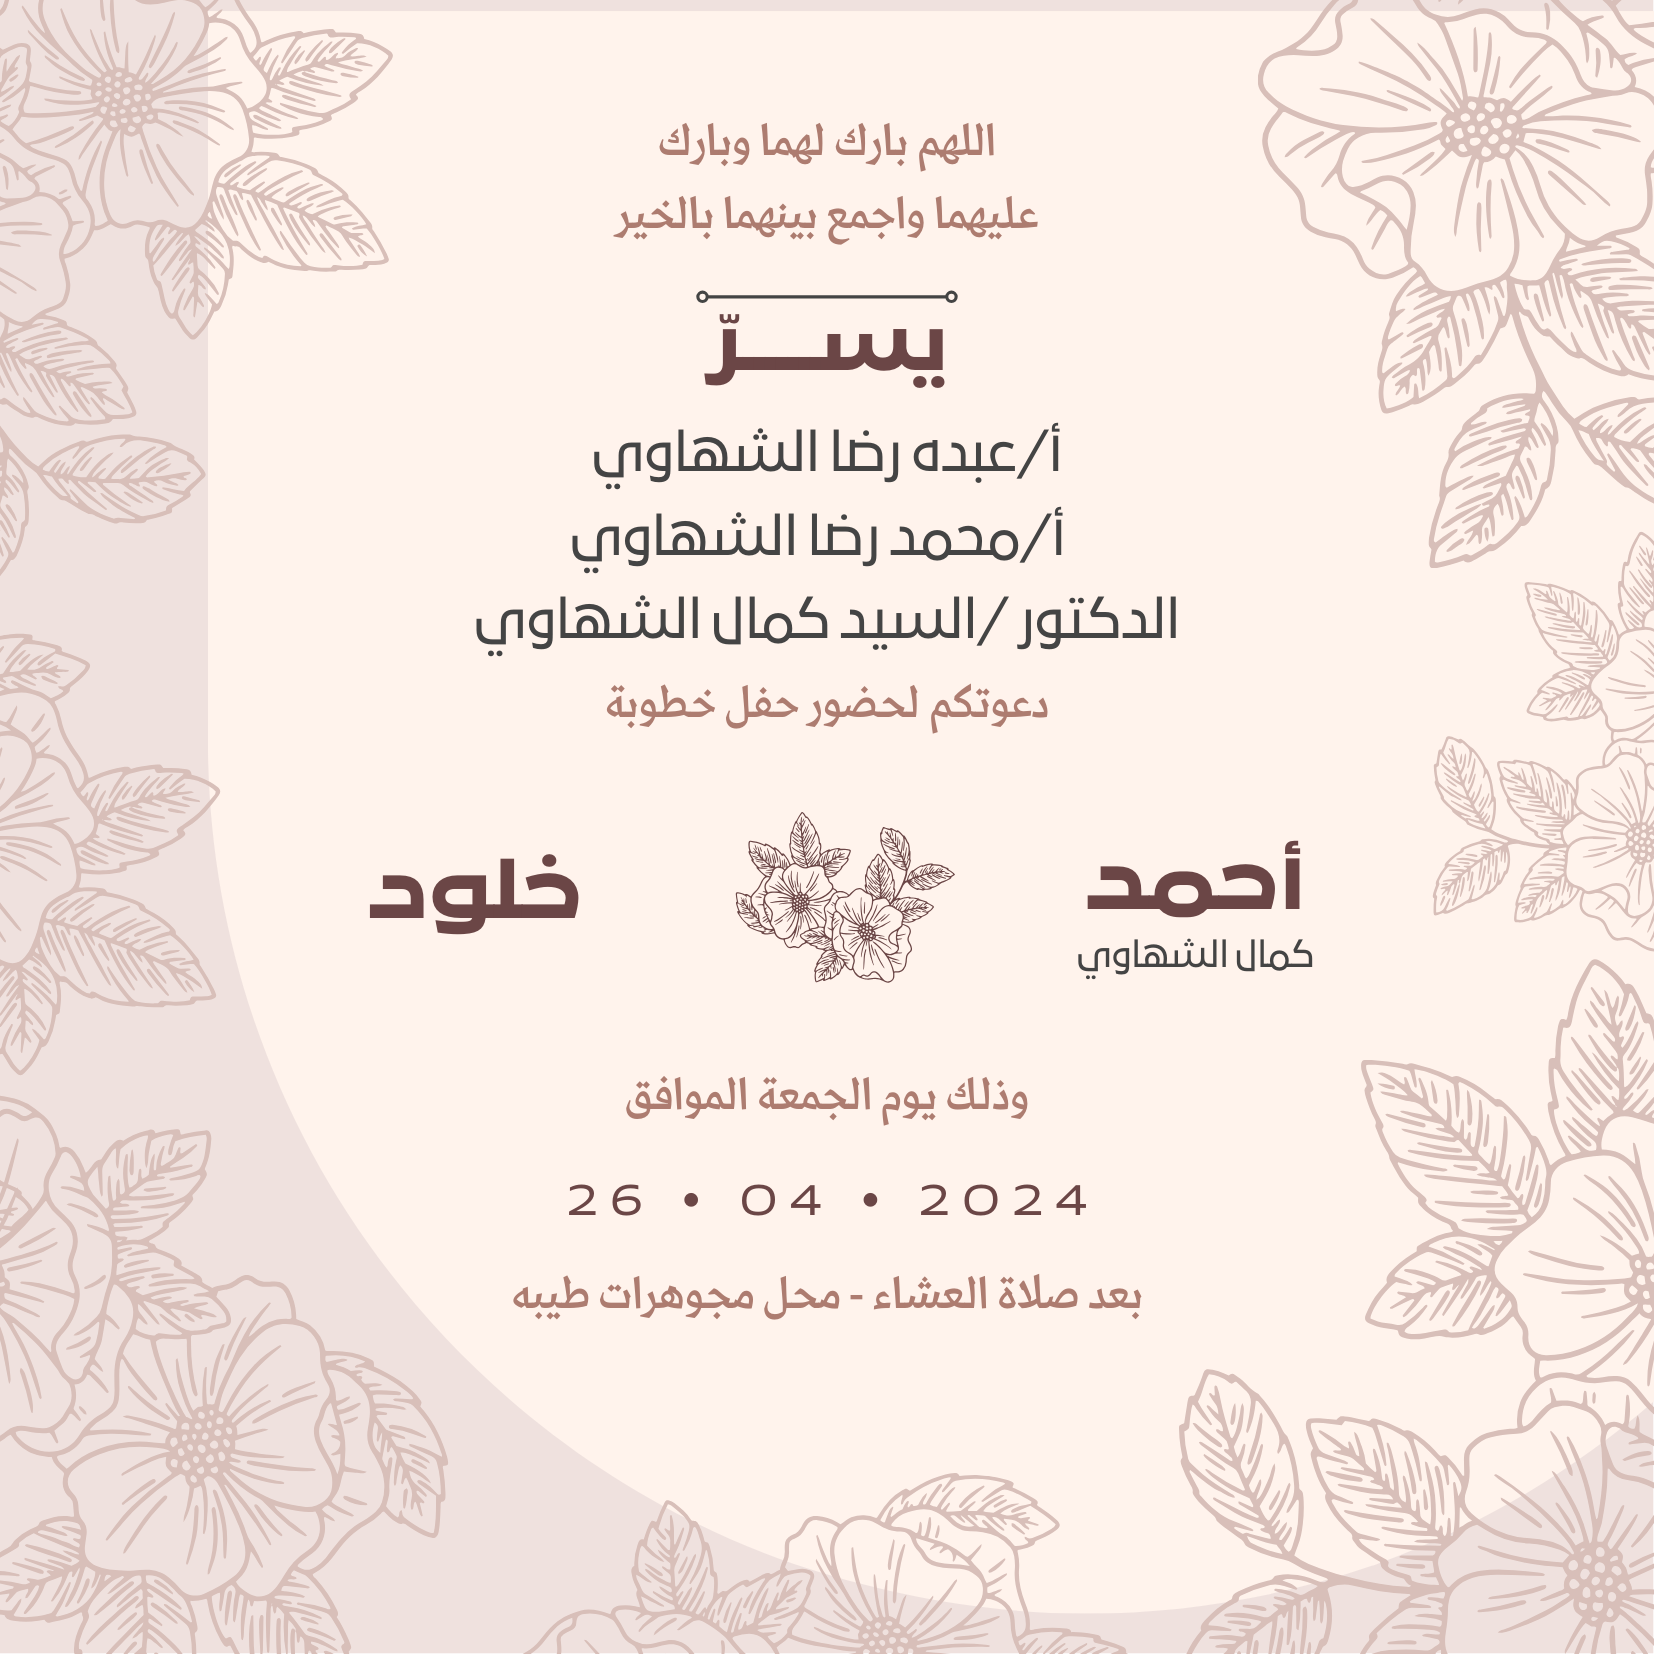 اللهم بارك لهما وبارك
عليهما واجمع بينهما بالخير
يســـرّ
أ/عبده رضا الشهاوي
أ/محمد رضا الشهاوي
الدكتور /السيد كمال الشهاوي
دعوتكم لحضور حفل خطوبة
أحمد
كمال الشهاوي
خلود
وذلك يوم الجمعة الموافق
26 • 04 • 2024
بعد صلاة العشاء - محل مجوهرات طيبه